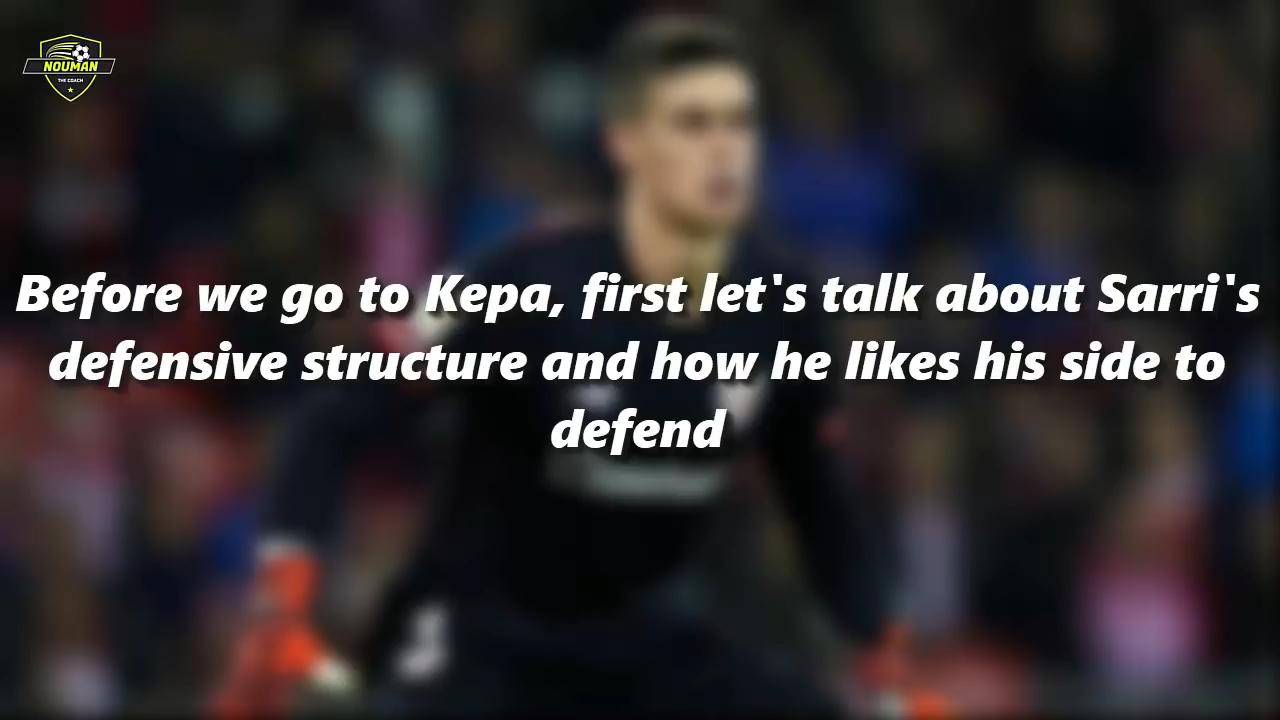 NOUMAN
THE COACH
Before we go to Kepa, first let's talk about Sarri's
defensive structure and how he likes his side to
defend